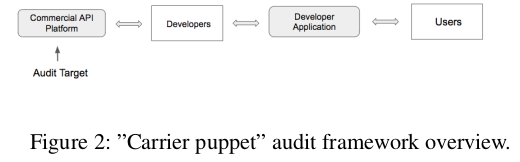 Commercial API
Platform
Developers
Developer
Application
Users
Audit Target
Figure 2: ”Carrier puppet” audit framework overview.